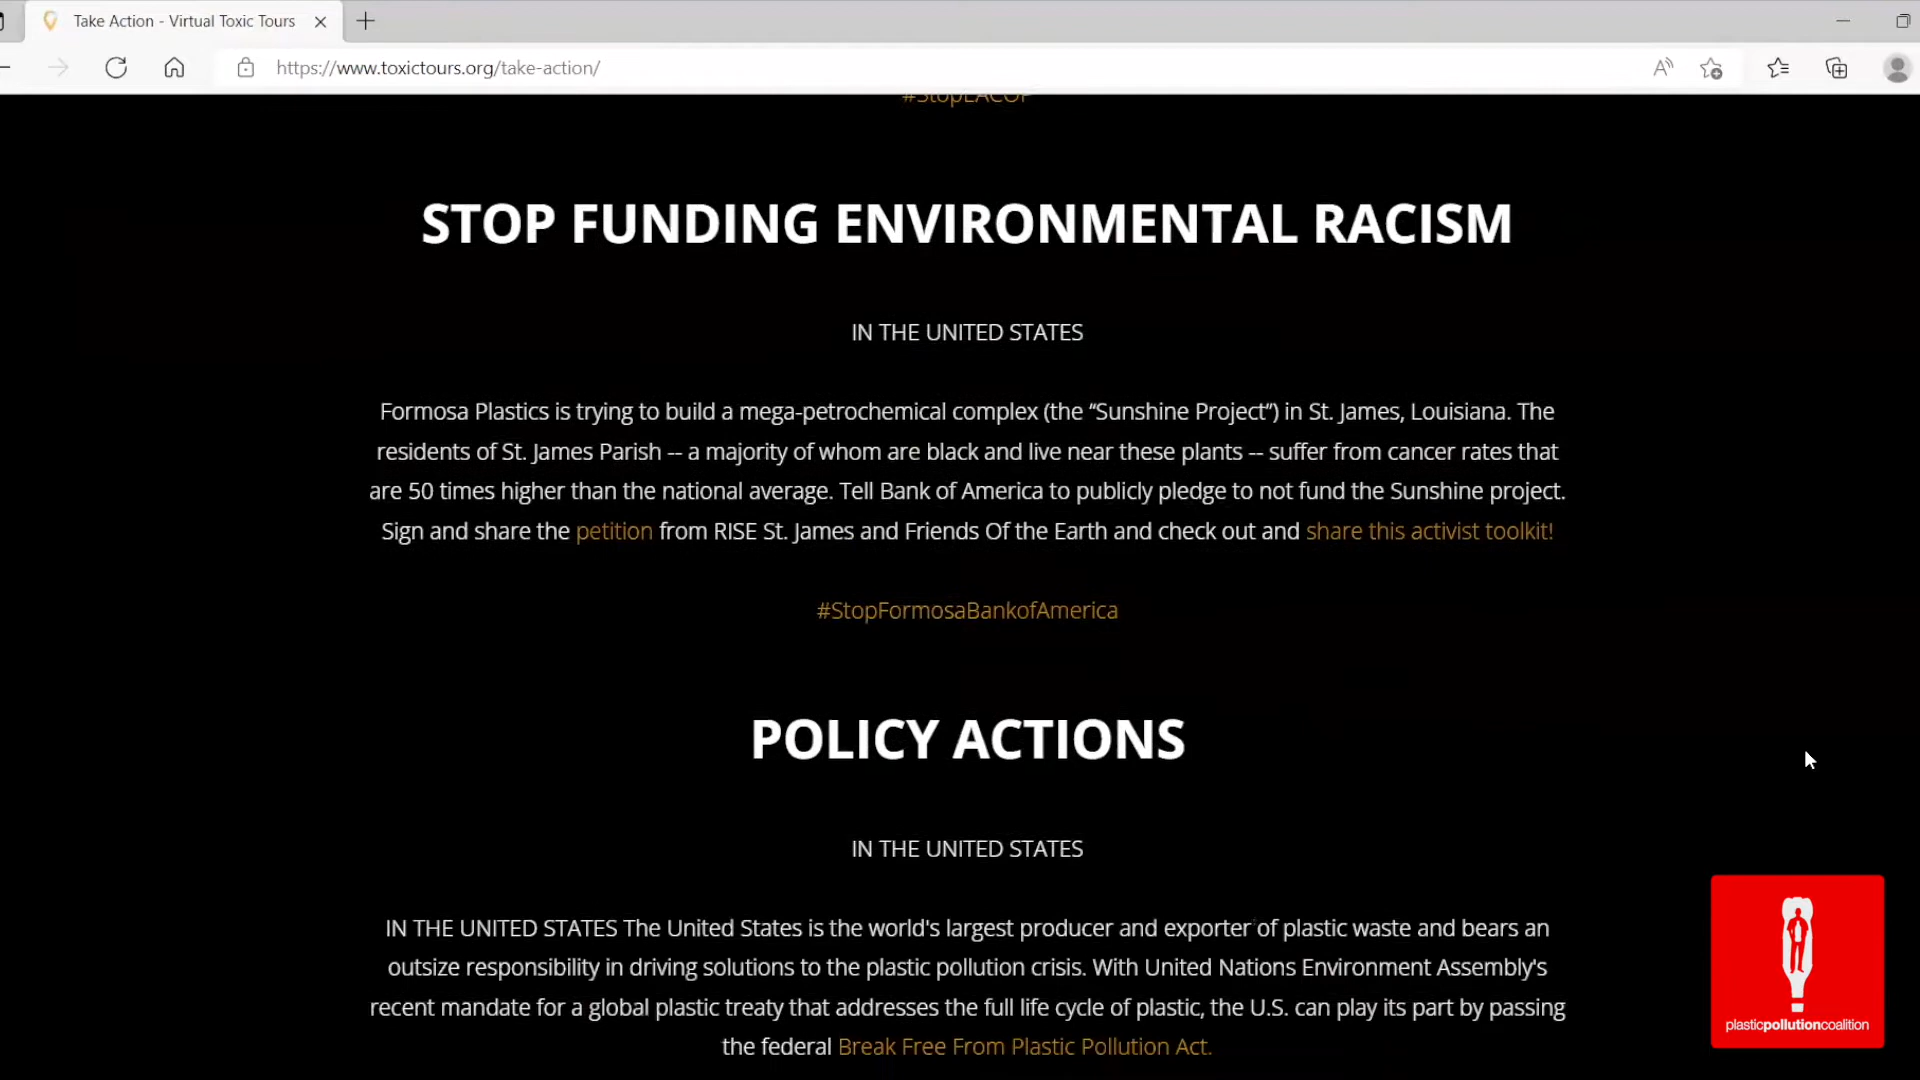 Take Action - Virtual Toxic Tours
https://www.toxictours.org/take-action/
#StopEACOP
STOP FUNDING ENVIRONMENTAL RACISM
IN THE UNITED STATES
Formosa Plastics is trying to build a mega-petrochemical complex (the “Sunshine Project”) in St. James, Louisiana. The
residents of St. James Parish -- a majority of whom are black and live near these plants -- suffer from cancer rates that
are 50 times higher than the national average. Tell Bank of America to publicly pledge to not fund the Sunshine project.
Sign and share the petition from RISE St. James and Friends Of the Earth and check out and share this activist toolkit!
#StopFormosaBankofAmerica
POLICY ACTIONS
IN THE UNITED STATES
IN THE UNITED STATES The United States is the world's largest producer and exporter of plastic waste and bears an
outsize responsibility in driving solutions to the plastic pollution crisis. With United Nations Environment Assembly's
recent mandate for a global plastic treaty that addresses the full life cycle of plastic, the U.S. can play its part by passing
the federal Break Free From Plastic Pollution Act.
plasticpollutioncoalition